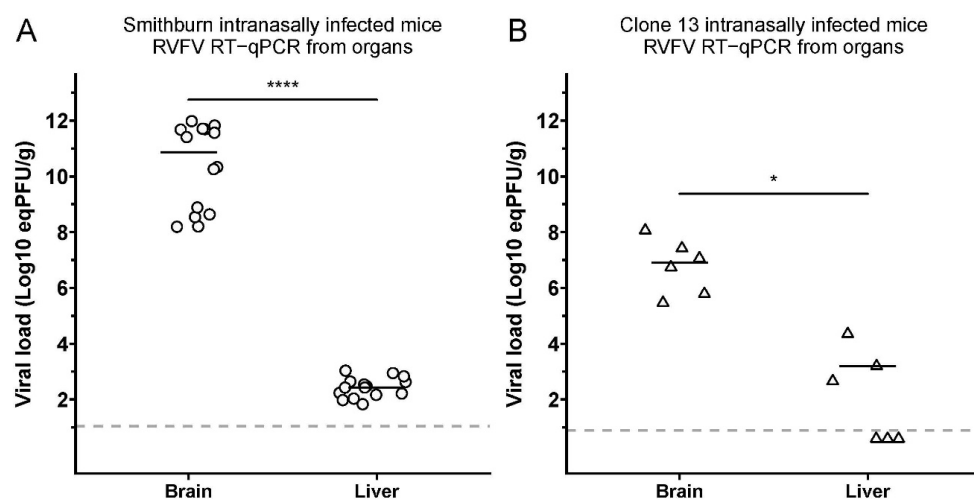 A
Smithburn intranasally infected mice
RVFV RT−qPCR from organs
Viral load (Log10 eqPFU/g)
12
10
8
6
4
2
****
Brain
Liver
B
Clone 13 intranasally infected mice
RVFV RT−qPCR from organs
Viral load (Log10 eqPFU/g)
12
10
8
6
4
2
*
Brain
Liver